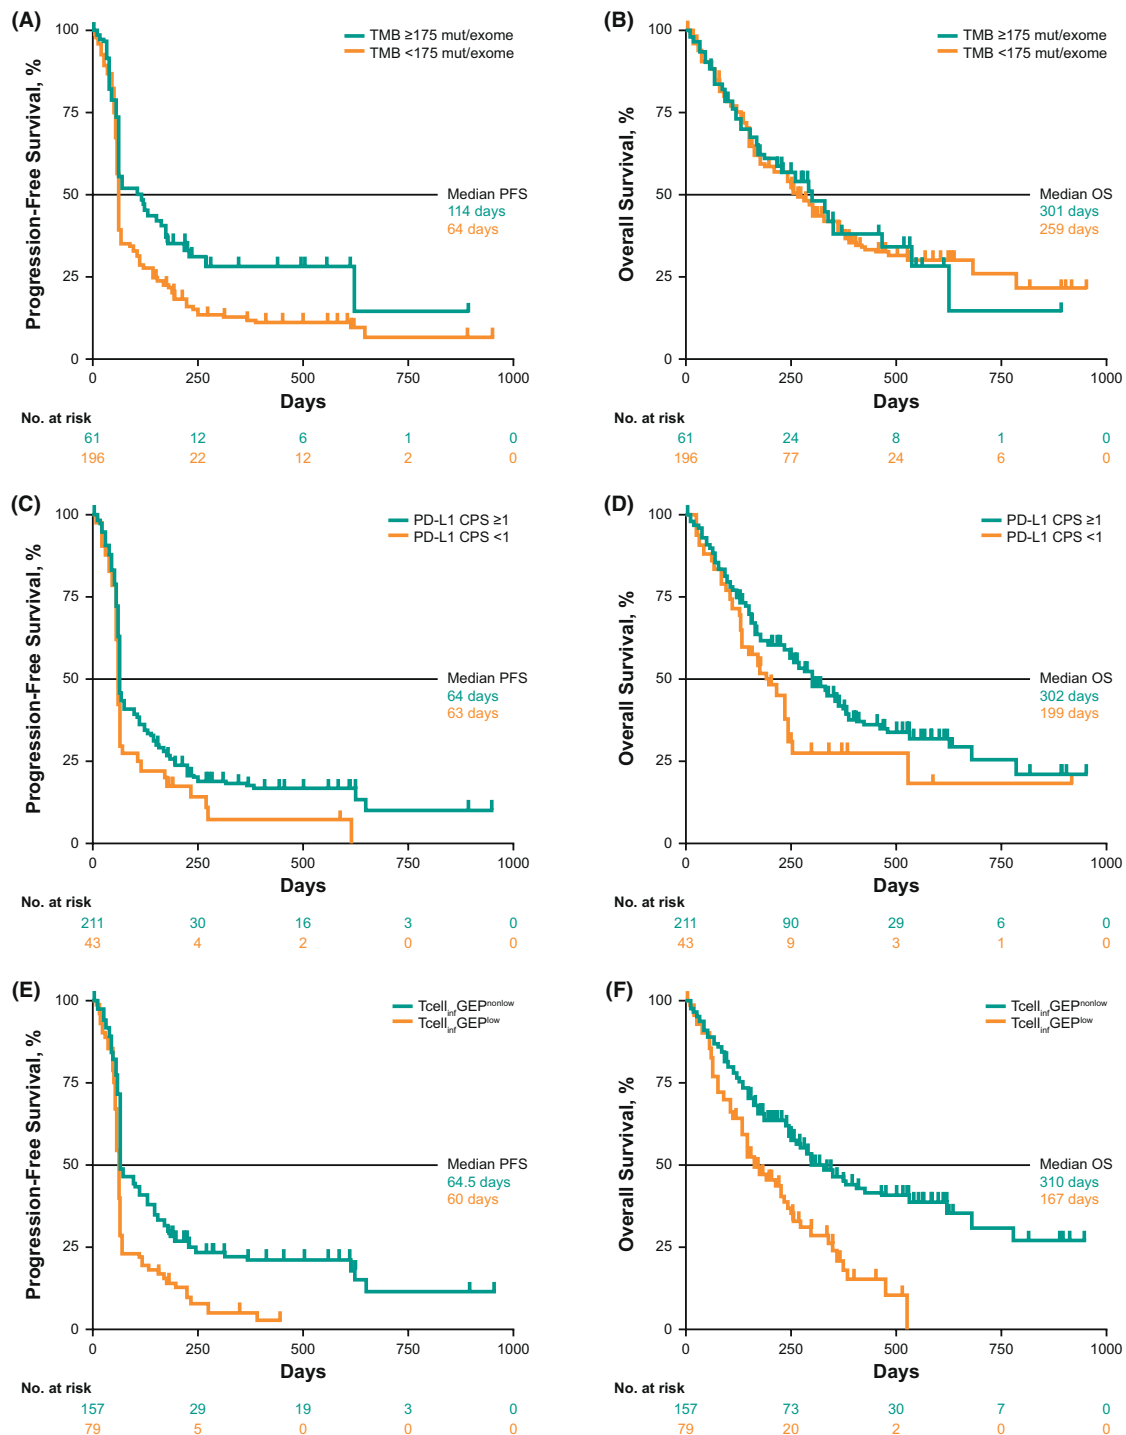 (A)
TMB ≥175 mut/exome
TMB <175 mut/exome
Progression-Free Survival, %
100
75
50
25
0
Median PFS
114 days
64 days
0 250 500 750 1000
Days
No. at risk
61 12 6 1 0
196 22 12 2 0
(B)
TMB ≥175 mut/exome
TMB <175 mut/exome
Overall Survival, %
100
75
50
25
0
Median OS
301 days
259 days
0 250 500 750 1000
Days
61 24 8 1 0
196 77 24 6 0
(C)
PD-L1 CPS ≥1
PD-L1 CPS <1
Progression-Free Survival, %
100
75
50
25
0
Median PFS
64 days
63 days
0 250 500 750 1000
Days
No. at risk
211 30 16 3 0
43 4 2 0 0
(D)
PD-L1 CPS ≥1
PD-L1 CPS <1
Overall Survival, %
100
75
50
25
0
Median OS
302 days
199 days
0 250 500 750 1000
Days
No. at risk
211 90 29 6 0
43 9 3 1 0
(E)
TcellinfGEPnonlow
TcellinfGEPlow
Progression-Free Survival, %
100
75
50
25
0
Median PFS
64.5 days
60 days
0 250 500 750 1000
Days
No. at risk
157 29 19 3 0
79 5 0 0 0
(F)
TcellinfGEPnonlow
TcellinfGEPlow
Overall Survival, %
100
75
50
25
0
Median OS
310 days
167 days
0 250 500 750 1000
Days
No. at risk
157 73 30 7 0
79 20 2 0 0